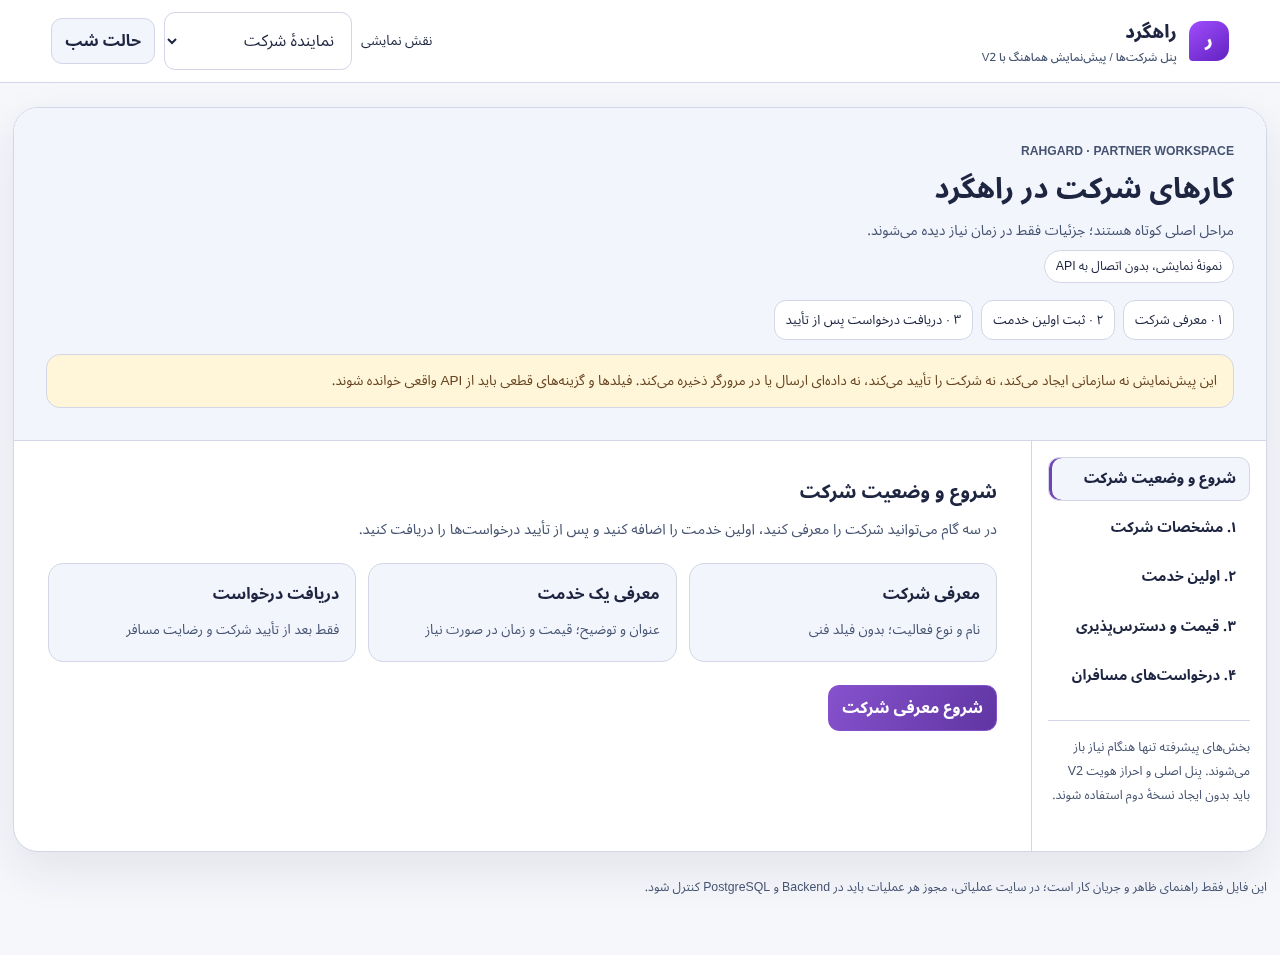 ر
راهگرد
پنل شرکت‌ها / پیش‌نمایش هماهنگ با V2
نقش نمایشی
نمایندهٔ شرکت
حالت شب
RAHGARD · PARTNER WORKSPACE
کارهای شرکت در راهگرد
مراحل اصلی کوتاه هستند؛ جزئیات فقط در زمان نیاز دیده می‌شوند.
نمونهٔ نمایشی، بدون اتصال به API
۱ · معرفی شرکت
۲ · ثبت اولین خدمت
۳ · دریافت درخواست پس از تأیید
این پیش‌نمایش نه سازمانی ایجاد می‌کند، نه شرکت را تأیید می‌کند، نه داده‌ای ارسال یا در مرورگر ذخیره می‌کند. فیلدها و گزینه‌های قطعی باید از API واقعی خوانده شوند.
شروع و وضعیت شرکت
۱. مشخصات شرکت
۲. اولین خدمت
۳. قیمت و دسترس‌پذیری
۴. درخواست‌های مسافران
بخش‌های پیشرفته تنها هنگام نیاز باز
می‌شوند. پنل اصلی و احراز هویت V2
باید بدون ایجاد نسخهٔ دوم استفاده شوند.
شروع و وضعیت شرکت
در سه گام می‌توانید شرکت را معرفی کنید، اولین خدمت را اضافه کنید و پس از تأیید درخواست‌ها را دریافت کنید.
معرفی شرکت
نام و نوع فعالیت؛ بدون فیلد فنی
معرفی یک خدمت
عنوان و توضیح؛ قیمت و زمان در صورت نیاز
دریافت درخواست
فقط بعد از تأیید شرکت و رضایت مسافر
شروع معرفی شرکت
این فایل فقط راهنمای ظاهر و جریان کار است؛ در سایت عملیاتی، مجوز هر عملیات باید در Backend و PostgreSQL کنترل شود.